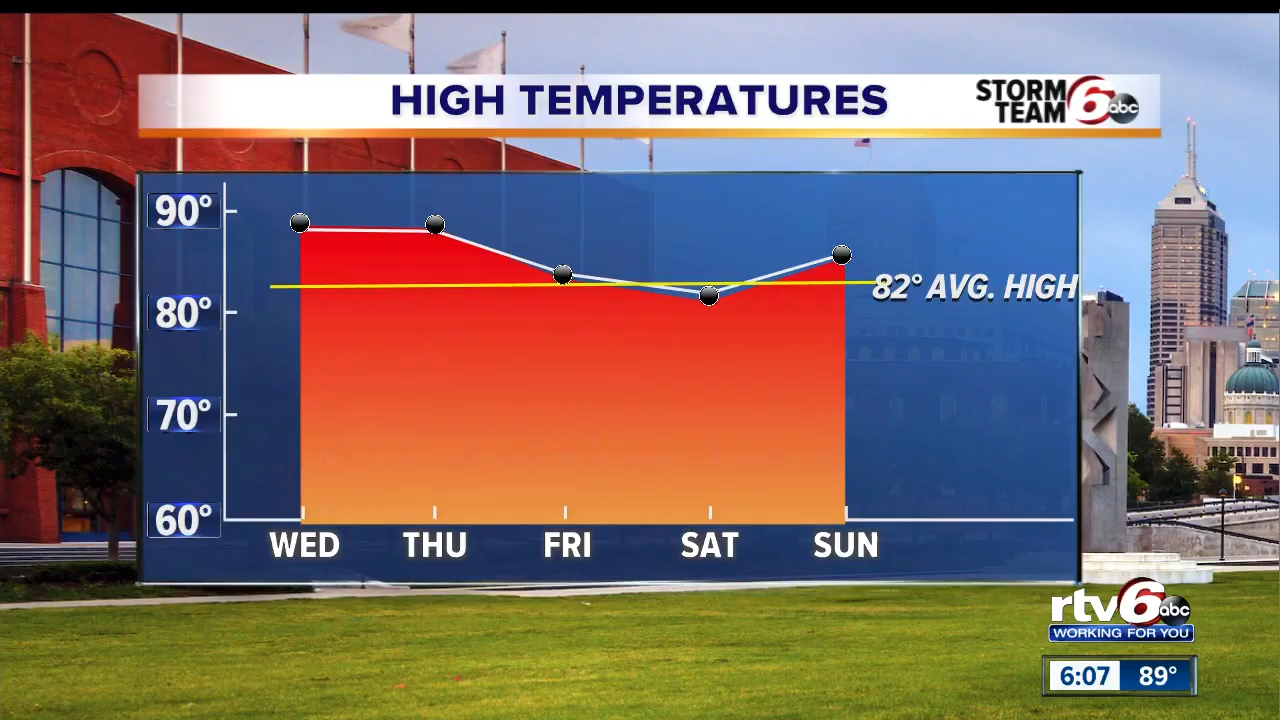 HIGH TEMPERATURES
STORM
TEAM 6 abc
90°
80°
70°
60°
82° AVG. HIGH
WED THU FRI SAT SUN
rtv6 abc
WORKING FOR YOU
6:07 89°